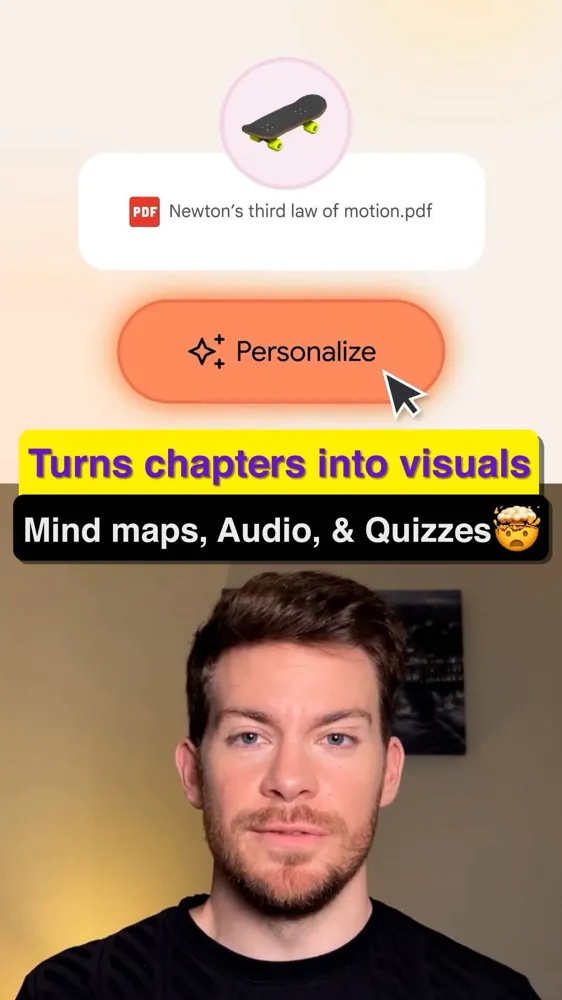 PDF Newton’s third law of motion.pdf
Personalize
Turns chapters into visuals
Mind maps, Audio, & Quizzes🤯